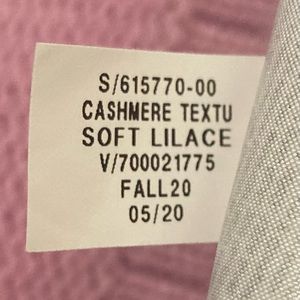 S/615770-00
CASHMERE TEXTU
SOFT LILACE
V/700021775
FALL20
05/20